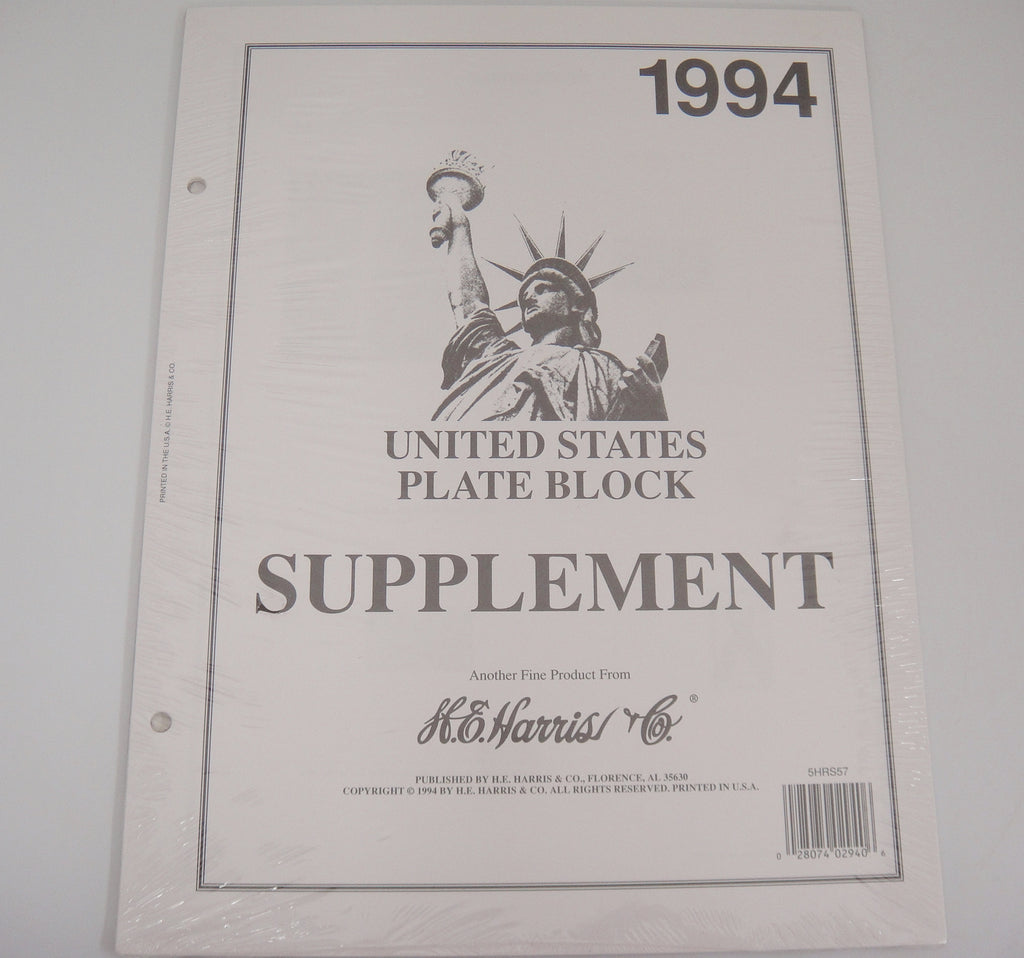 1994
UNITED STATES
PLATE BLOCK
SUPPLEMENT
Another Fine Product From
H.E. Harris & Co. ®
PUBLISHED BY H.E. HARRIS & CO., FLORENCE, AL 35630
COPYRIGHT © 1994 BY H.E. HARRIS & CO. ALL RIGHTS RESERVED. PRINTED IN U.S.A.
5HRS57
0 28074 02940 6
PRINTED IN THE U.S.A. © H.E. HARRIS & CO.